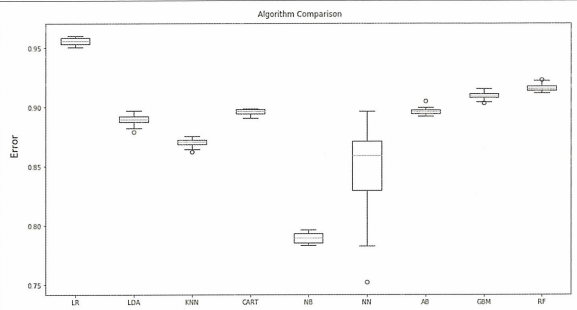 Algorithm Comparison
0.95
0.90
0.85
0.80
0.75
Error
LR LDA KNN CART NB NN AB GBM RF